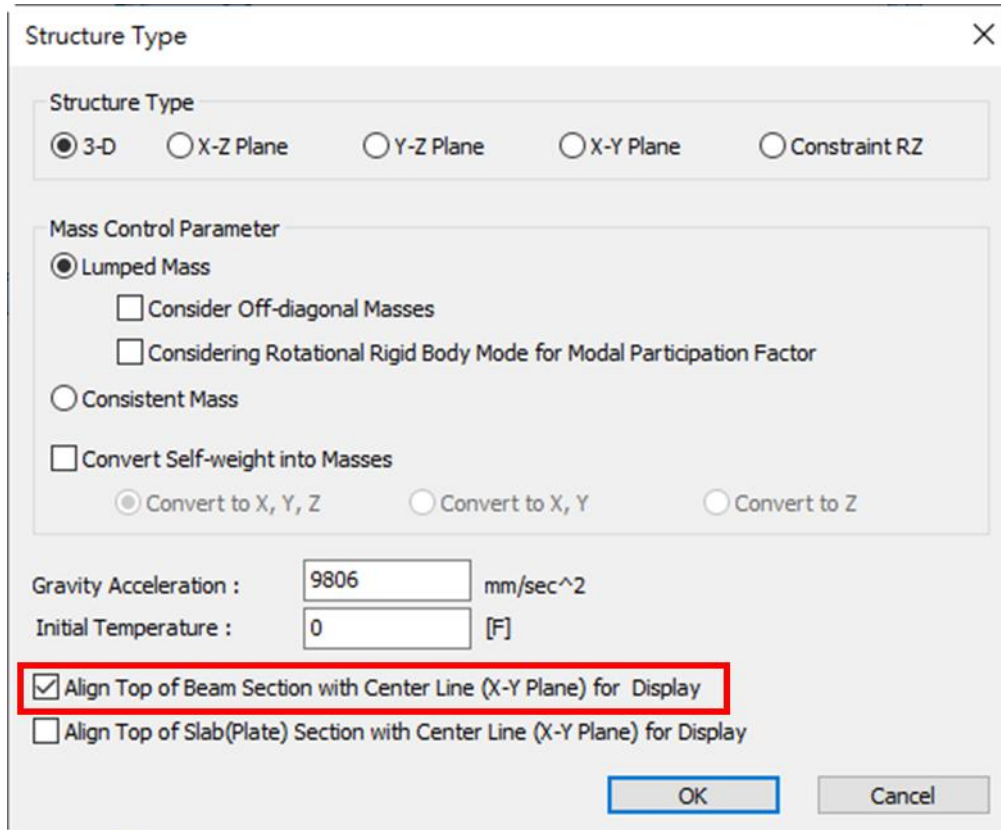 Structure Type
Structure Type
3-D X-Z Plane Y-Z Plane X-Y Plane Constraint RZ
Mass Control Parameter
Lumped Mass
Consider Off-diagonal Masses
Considering Rotational Rigid Body Mode for Modal Participation Factor
Consistent Mass
Convert Self-weight into Masses
Convert to X, Y, Z Convert to X, Y Convert to Z
Gravity Acceleration : 9806 mm/sec^2
Initial Temperature : 0 [F]
Align Top of Beam Section with Center Line (X-Y Plane) for Display
Align Top of Slab(Plate) Section with Center Line (X-Y Plane) for Display
OK Cancel